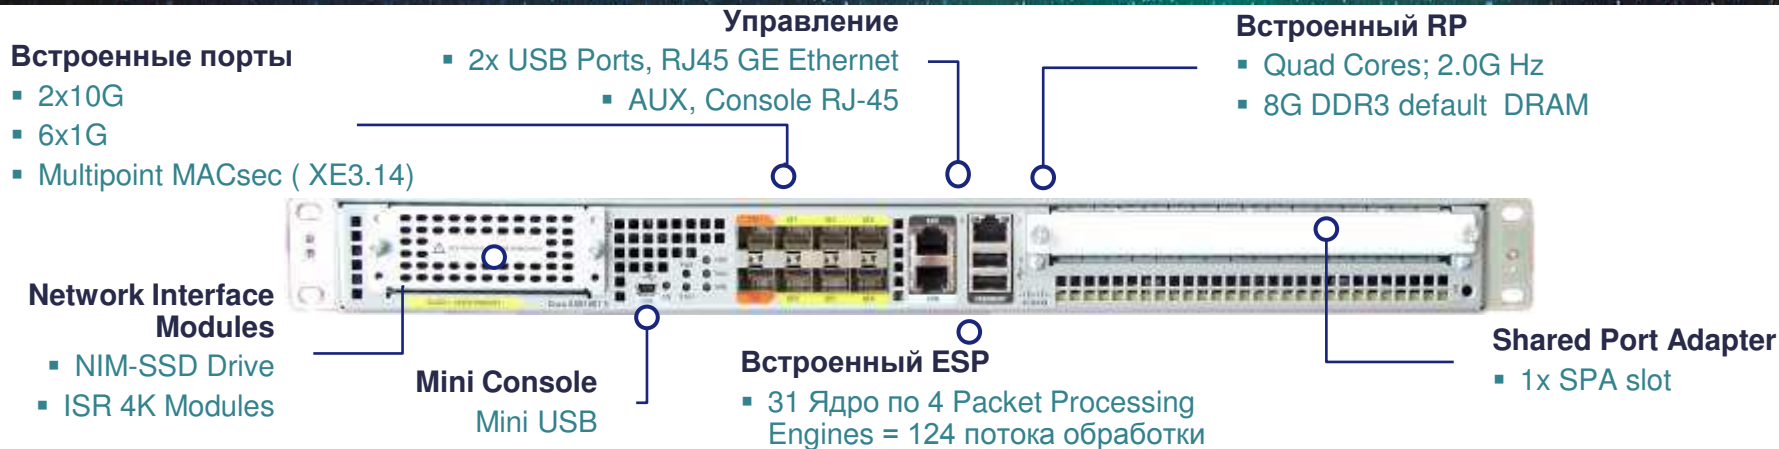 Встроенные порты
▪ 2x10G
▪ 6x1G
▪ Multipoint MACsec ( XE3.14)
Управление
▪ 2x USB Ports, RJ45 GE Ethernet
▪ AUX, Console RJ-45
Встроенный RP
▪ Quad Cores; 2.0G Hz
▪ 8G DDR3 default DRAM
Network Interface
Modules
▪ NIM-SSD Drive
▪ ISR 4K Modules
Mini Console
Mini USB
Встроенный ESP
▪ 31 Ядро по 4 Packet Processing
Engines = 124 потока обработки
Shared Port Adapter
▪ 1x SPA slot